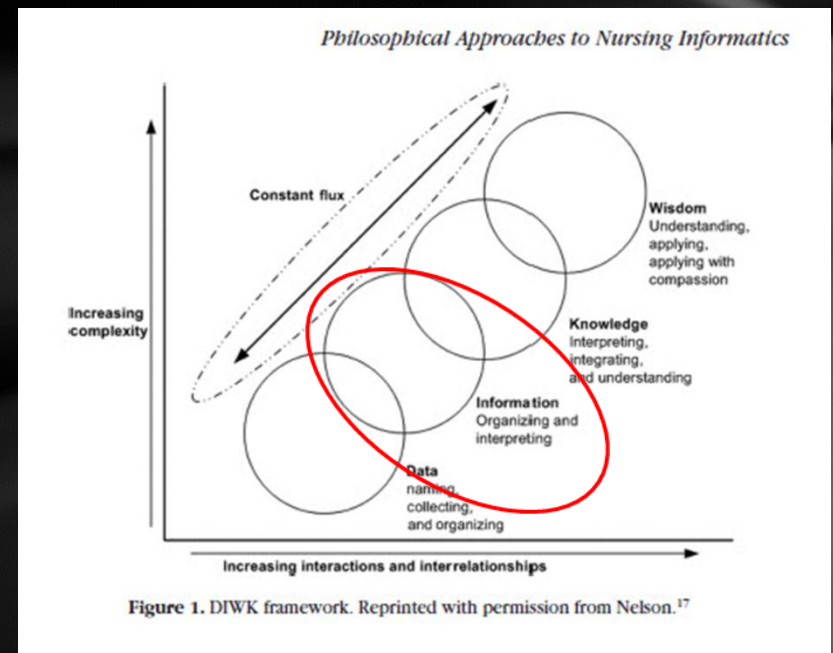 Philosophical Approaches to Nursing Informatics
Constant flux
Wisdom
Understanding,
applying,
applying with
compassion
Increasing
complexity
Knowledge
Interpreting,
integrating,
and understanding
Information
Organizing and
interpreting
Data
naming,
collecting,
and organizing
Increasing interactions and interrelationships
Figure 1. DIWK framework. Reprinted with permission from Nelson.17